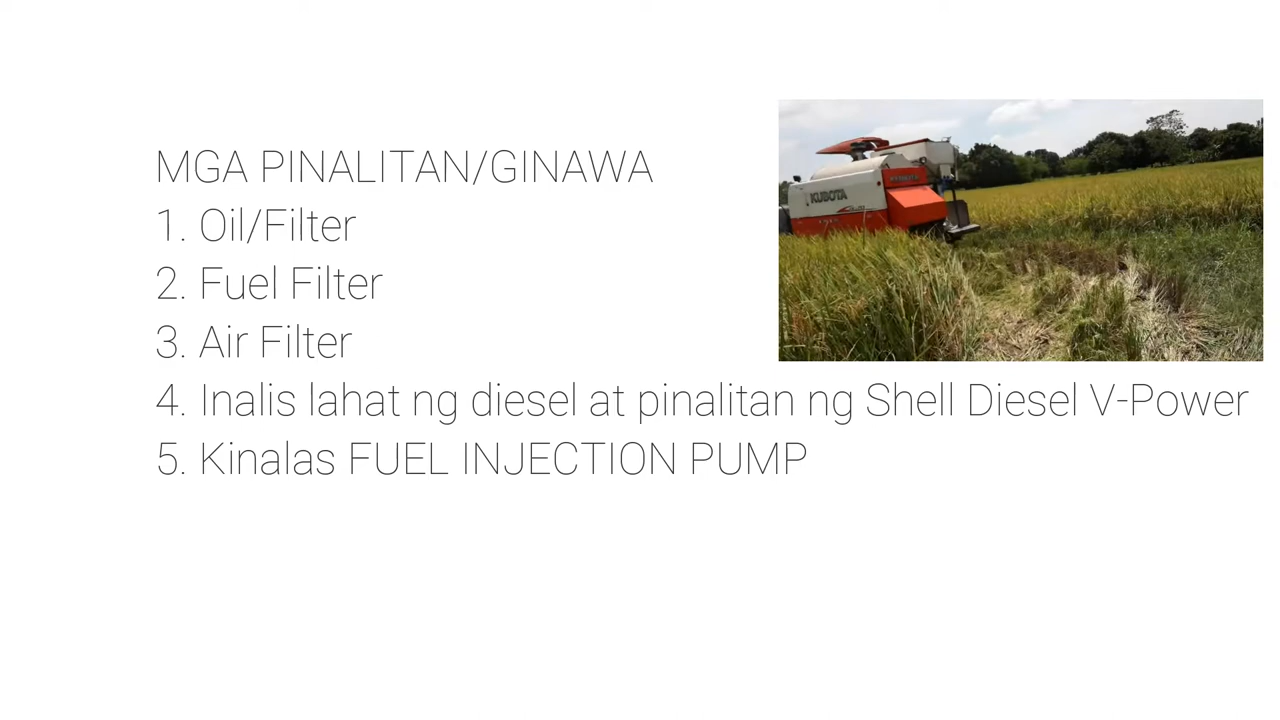 MGA PINALITAN/GINAWA
1. Oil/Filter
2. Fuel Filter
3. Air Filter
4. Inalis lahat ng diesel at pinalitan ng Shell Diesel V-Power
5. Kinalas FUEL INJECTION PUMP
KUBOTA